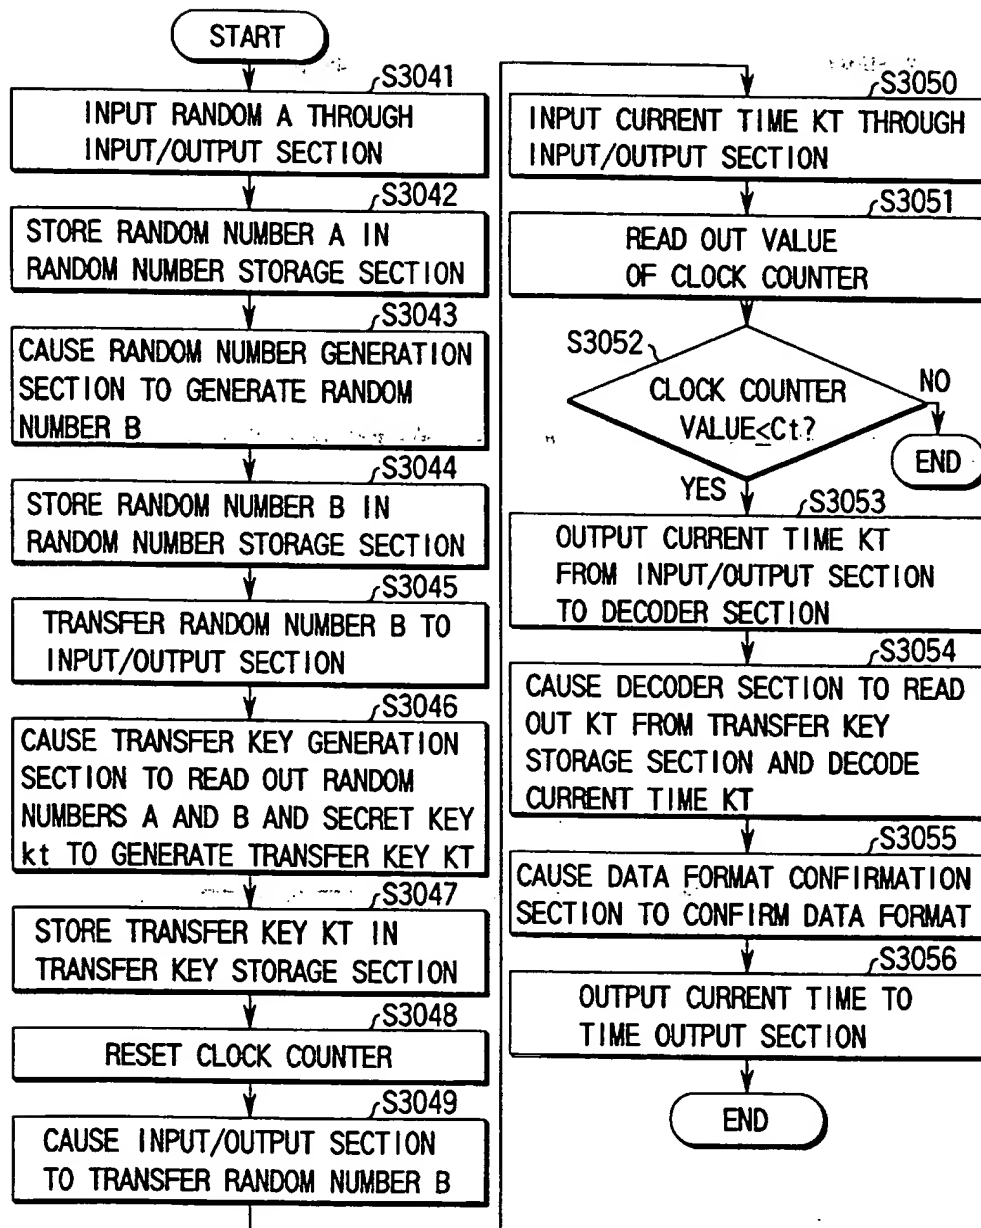 START
S3041
INPUT RANDOM A THROUGH
INPUT/OUTPUT SECTION
S3042
STORE RANDOM NUMBER A IN
RANDOM NUMBER STORAGE SECTION
S3043
CAUSE RANDOM NUMBER GENERATION
SECTION TO GENERATE RANDOM
NUMBER B
S3044
STORE RANDOM NUMBER B IN
RANDOM NUMBER STORAGE SECTION
S3045
TRANSFER RANDOM NUMBER B TO
INPUT/OUTPUT SECTION
S3046
CAUSE TRANSFER KEY GENERATION
SECTION TO READ OUT RANDOM
NUMBERS A AND B AND SECRET KEY
kt TO GENERATE TRANSFER KEY KT
S3047
STORE TRANSFER KEY KT IN
TRANSFER KEY STORAGE SECTION
S3048
RESET CLOCK COUNTER
S3049
CAUSE INPUT/OUTPUT SECTION
TO TRANSFER RANDOM NUMBER B
S3050
INPUT CURRENT TIME KT THROUGH
INPUT/OUTPUT SECTION
S3051
READ OUT VALUE
OF CLOCK COUNTER
S3052
CLOCK COUNTER
VALUE≤Ct?
NO
END
YES
S3053
OUTPUT CURRENT TIME KT
FROM INPUT/OUTPUT SECTION
TO DECODER SECTION
S3054
CAUSE DECODER SECTION TO READ
OUT KT FROM TRANSFER KEY
STORAGE SECTION AND DECODE
CURRENT TIME KT
S3055
CAUSE DATA FORMAT CONFIRMATION
SECTION TO CONFIRM DATA FORMAT
S3056
OUTPUT CURRENT TIME TO
TIME OUTPUT SECTION
END